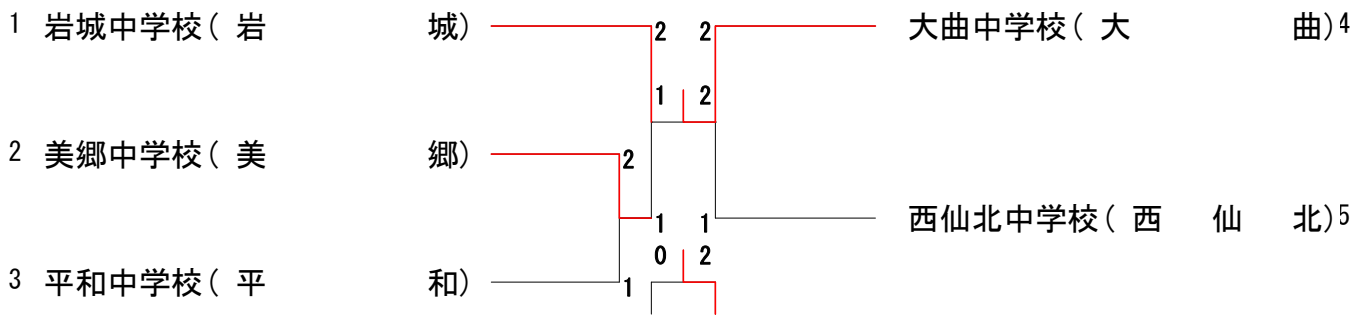 1 岩城中学校( 岩 城) 2 2 大曲中学校( 大 曲)4
1 2
2 美郷中学校( 美 郷) 2
1 1 西仙北中学校( 西 仙 北)5
0 2
3 平和中学校( 平 和) 1